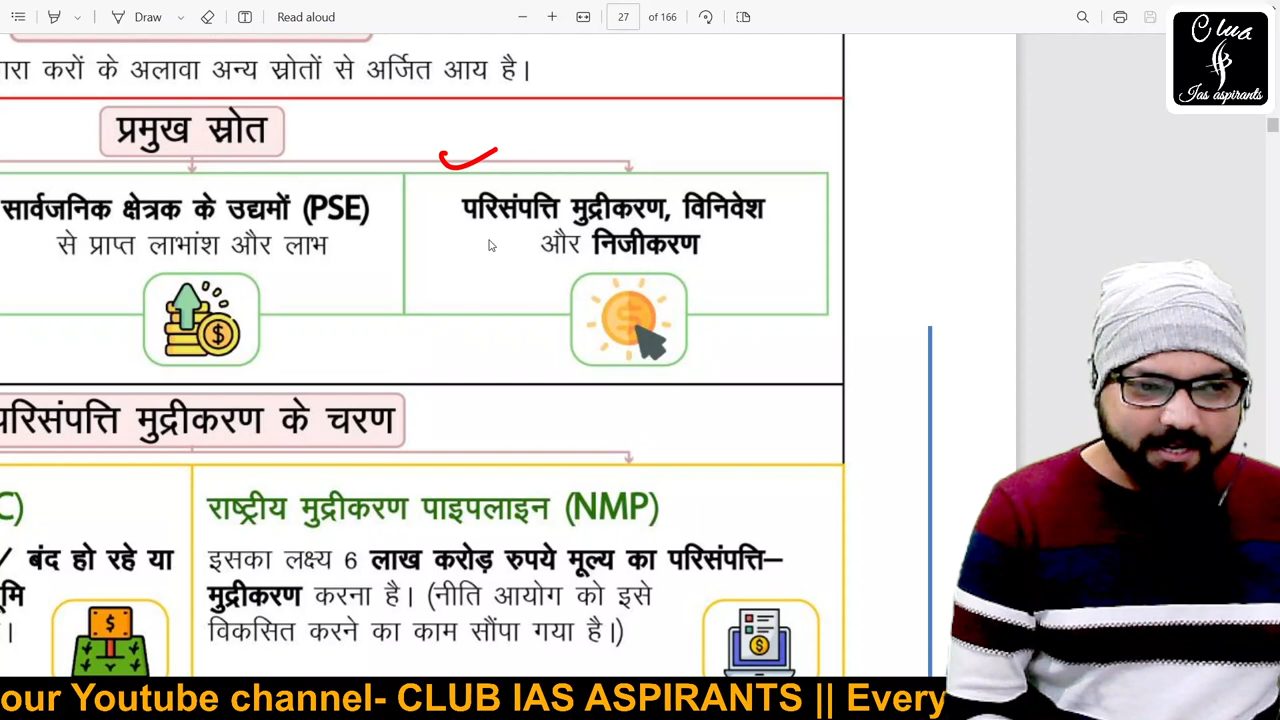 Draw
Read aloud
27 of 166
Club
Ias aspirants
करों के अलावा अन्य स्रोतों से अर्जित आय है।
प्रमुख स्रोत
सार्वजनिक क्षेत्रक के उद्यमों (PSE)
से प्राप्त लाभांश और लाभ
परिसंपत्ति मुद्रीकरण, विनिवेश
और निजीकरण
परिसंपत्ति मुद्रीकरण के चरण
C)
/ बंद हो रहे या
राष्ट्रीय मुद्रीकरण पाइपलाइन (NMP)
इसका लक्ष्य 6 लाख करोड़ रुपये मूल्य का परिसंपत्ति–
मुद्रीकरण करना है। (नीति आयोग को इसे
विकसित करने का काम सौंपा गया है।)
our Youtube channel- CLUB IAS ASPIRANTS || Every